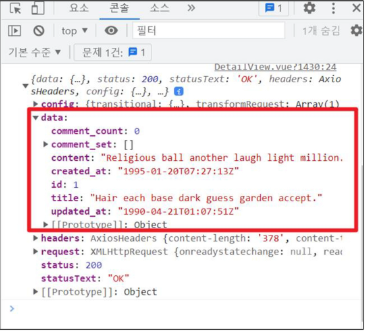 요소 콘솔 소스 » 1
top ▼ 필터 1개 숨김
기본 수준 ▼ 문제 1건: 1
DetailView.vue?1430:24
{data: {…}, status: 200, statusText: 'OK', headers: Axio
sHeaders, config: {…}, …}
▶ config: {transitional: {…}, transformRequest: Array(1)
▼ data:
comment_count: 0
▶ comment_set: []
content: "Religious ball another laugh light million.
created_at: "1995-01-20T07:27:13Z"
id: 1
title: "Hair each base dark guess garden accept."
updated_at: "1990-04-21T01:07:51Z"
▶ [[Prototype]]: Object
▶ headers: AxiosHeaders {content-length: '378', content-
▶ request: XMLHttpRequest {onreadystatechange: null, 
status: 200
statusText: "OK"
▶ [[Prototype]]: Object
>